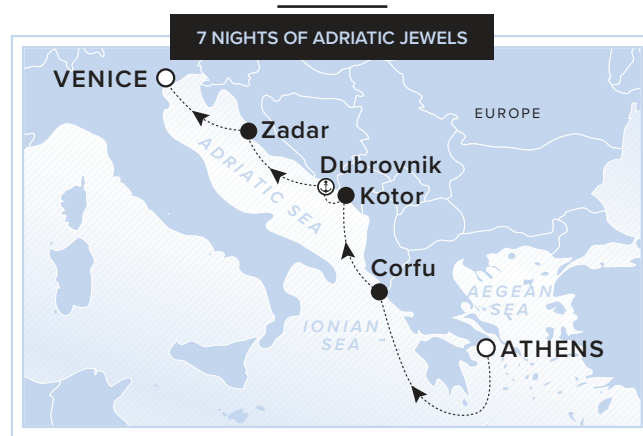 7 NIGHTS OF ADRIATIC JEWELS
VENICE
EUROPE
Zadar
ADRIATIC SEA
Dubrovnik
Kotor
Corfu
AEGEAN
SEA
IONIAN
SEA
ATHENS